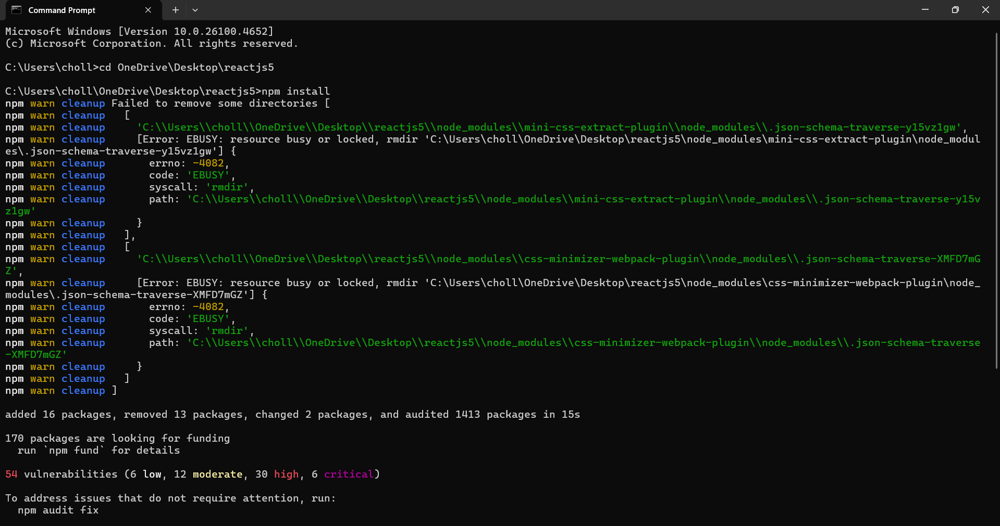 Command Prompt
Microsoft Windows [Version 10.0.26100.4652]
(c) Microsoft Corporation. All rights reserved.
C:\Users\choll>cd OneDrive\Desktop\reactjs5
C:\Users\choll\OneDrive\Desktop\reactjs5>npm install
npm warn cleanup Failed to remove some directories [
npm warn cleanup   [
npm warn cleanup     'C:\\Users\\choll\\OneDrive\\Desktop\\reactjs5\\node_modules\\mini-css-extract-plugin\\node_modules\\.json-schema-traverse-y15vz1gw',
npm warn cleanup     [Error: EBUSY: resource busy or locked, rmdir 'C:\Users\choll\OneDrive\Desktop\reactjs5\node_modules\mini-css-extract-plugin\node_modul
es\.json-schema-traverse-y15vz1gw'] {
npm warn cleanup       errno: -4082,
npm warn cleanup       code: 'EBUSY',
npm warn cleanup       syscall: 'rmdir',
npm warn cleanup       path: 'C:\\Users\\choll\\OneDrive\\Desktop\\reactjs5\\node_modules\\mini-css-extract-plugin\\node_modules\\.json-schema-traverse-y15v
z1gw'
npm warn cleanup     }
npm warn cleanup   ],
npm warn cleanup   [
npm warn cleanup     'C:\\Users\\choll\\OneDrive\\Desktop\\reactjs5\\node_modules\\css-minimizer-webpack-plugin\\node_modules\\.json-schema-traverse-XMFD7mG
Z',
npm warn cleanup     [Error: EBUSY: resource busy or locked, rmdir 'C:\Users\choll\OneDrive\Desktop\reactjs5\node_modules\css-minimizer-webpack-plugin\node_
modules\.json-schema-traverse-XMFD7mGZ'] {
npm warn cleanup       errno: -4082,
npm warn cleanup       code: 'EBUSY',
npm warn cleanup       syscall: 'rmdir',
npm warn cleanup       path: 'C:\\Users\\choll\\OneDrive\\Desktop\\reactjs5\\node_modules\\css-minimizer-webpack-plugin\\node_modules\\.json-schema-traverse
-XMFD7mGZ'
npm warn cleanup     }
npm warn cleanup   ]
npm warn cleanup ]
added 16 packages, removed 13 packages, changed 2 packages, and audited 1413 packages in 15s
170 packages are looking for funding
  run `npm fund` for details
54 vulnerabilities (6 low, 12 moderate, 30 high, 6 critical)
To address issues that do not require attention, run:
  npm audit fix